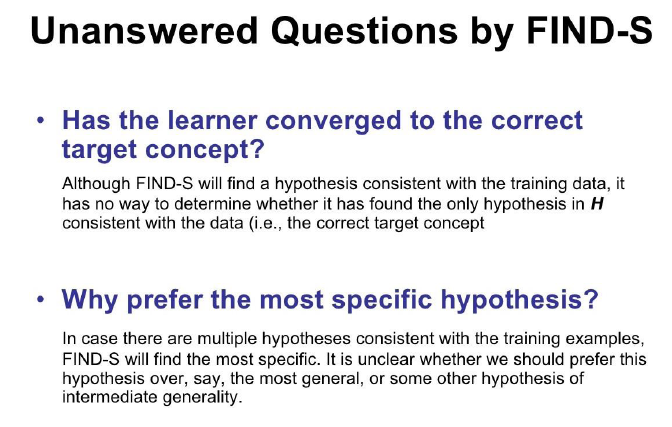 Unanswered Questions by FIND-S
• Has the learner converged to the correct
target concept?
Although FIND-S will find a hypothesis consistent with the training data, it
has no way to determine whether it has found the only hypothesis in H
consistent with the data (i.e., the correct target concept
• Why prefer the most specific hypothesis?
In case there are multiple hypotheses consistent with the training examples,
FIND-S will find the most specific. It is unclear whether we should prefer this
hypothesis over, say, the most general, or some other hypothesis of
intermediate generality.